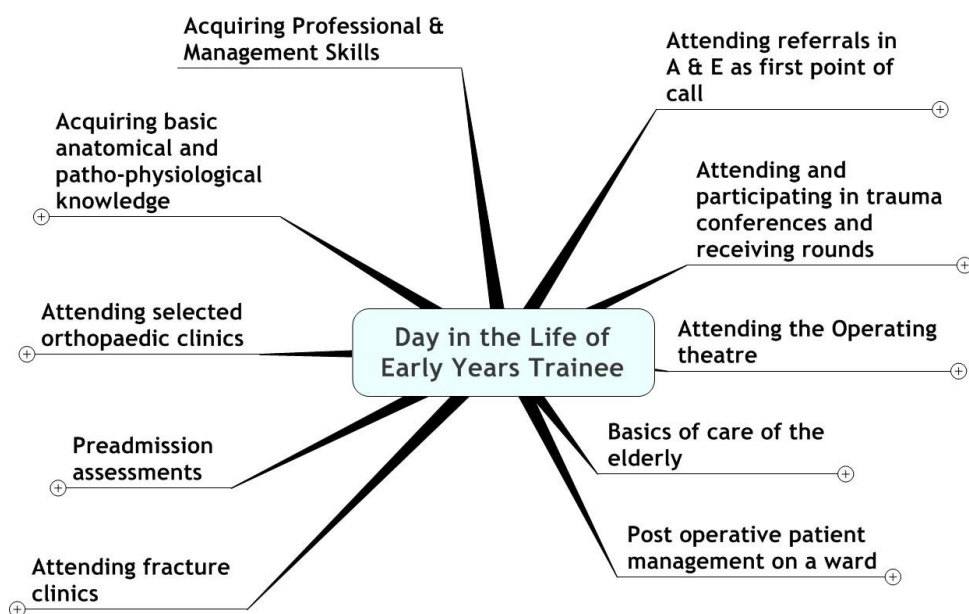 Acquiring Professional &
Management Skills
Attending referrals in
A & E as first point of
call
Acquiring basic
anatomical and
patho-physiological
knowledge
Attending and
participating in trauma
conferences and
receiving rounds
Attending selected
orthopaedic clinics
Day in the Life of
Early Years Trainee
Attending the Operating
theatre
Preadmission
assessments
Basics of care of the
elderly
Attending fracture
clinics
Post operative patient
management on a ward